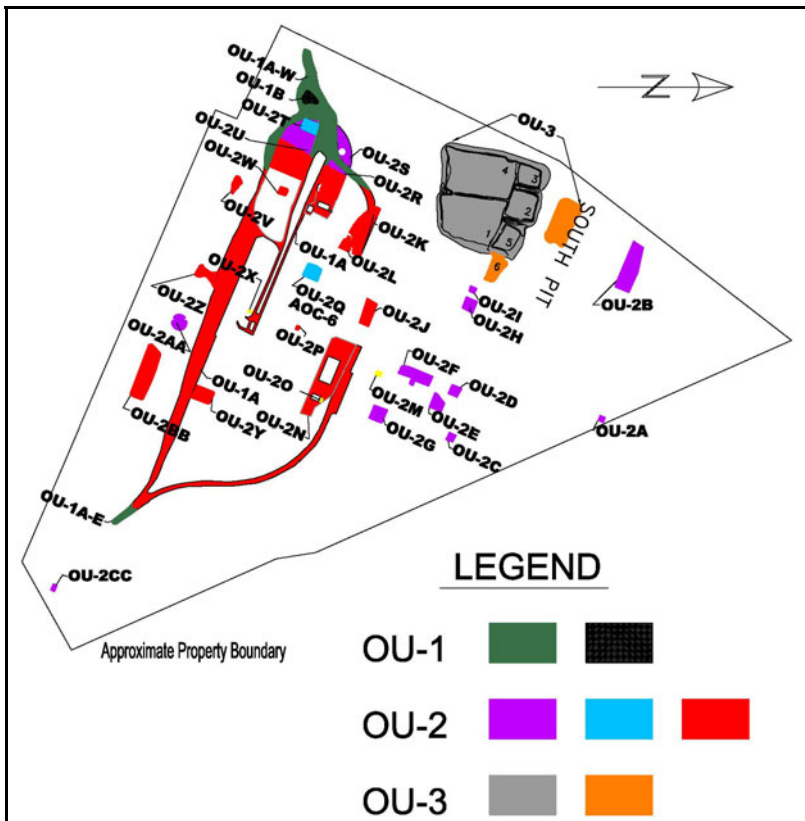 OU-1A-W
OU-1B
OU-2T
OU-2U
OU-2W
OU-2V
OU-2S
OU-2R
OU-2K
OU-2L
OU-1A
OU-2X
OU-2Q
AOC-6
OU-2J
OU-2Z
OU-2P
OU-2AA
OU-1A
OU-2O
OU-2BB
OU-2Y
OU-2N
OU-1A-E
OU-2CC
N
OU-3
4
3
2
1
5
6
SOUTH PIT
OU-2B
OU-2I
OU-2H
OU-2F
OU-2D
OU-2M
OU-2E
OU-2G
OU-2C
OU-2A
Approximate Property Boundary
LEGEND
OU-1
OU-2
OU-3